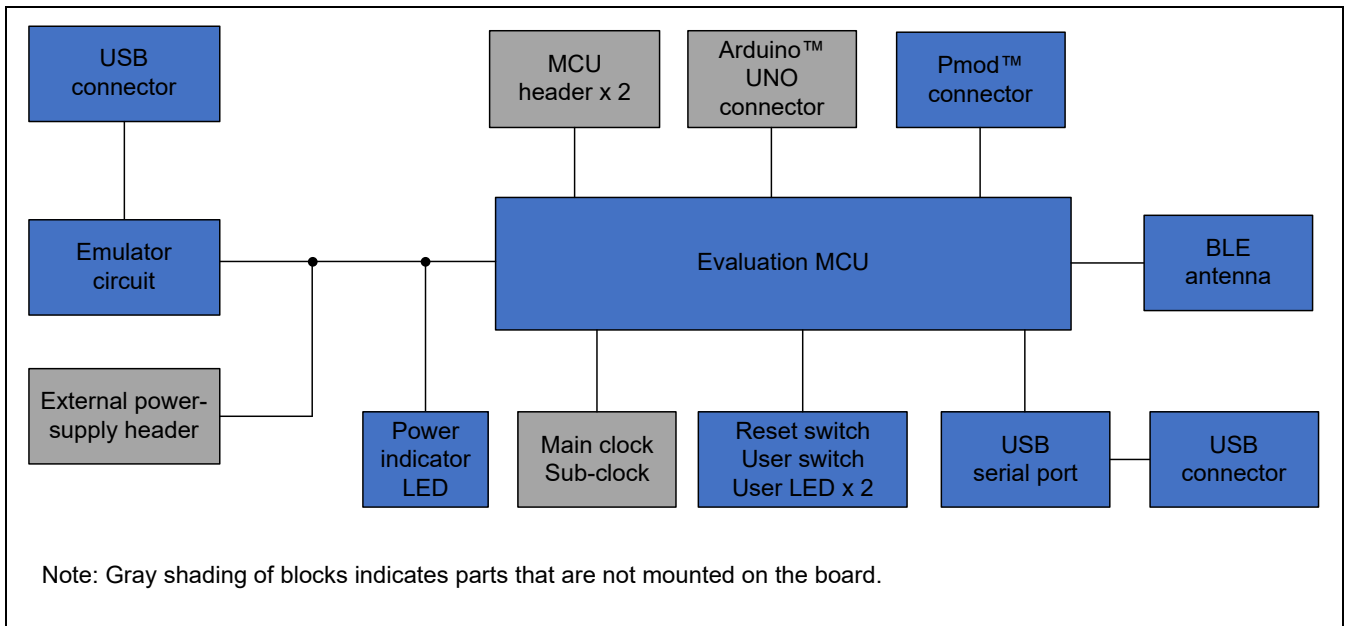 USB
connector
MCU
header x 2
Arduino™
UNO
connector
Pmod™
connector
Emulator
circuit
Evaluation MCU
BLE
antenna
External power-
supply header
Power
indicator
LED
Main clock
Sub-clock
Reset switch
User switch
User LED x 2
USB
serial port
USB
connector
Note: Gray shading of blocks indicates parts that are not mounted on the board.